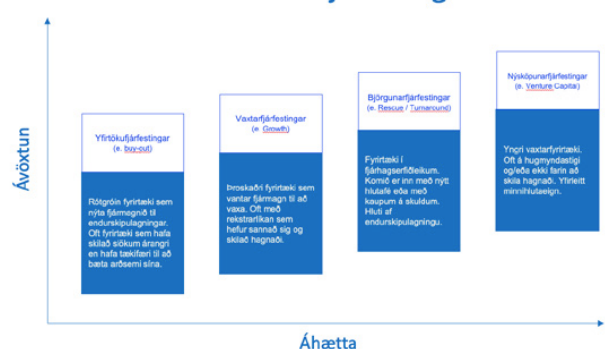 Ávöxtun
Yfirtökufjárfestingar
(e. buy-out)
Rótgróin fyrirtæki sem
nýta fjármagnið til
endurskipulagningar.
Oft fyrirtæki sem hafa
skilað slökum árangri
en hafa tækifæri til að
bæta arðsemi sína.
Vaxtarfjárfestingar
(e. Growth)
Þroskaðri fyrirtæki sem
vantar fjármagn til að
vaxa. Oft með
rekstrarlíkan sem
hefur sannað sig og
skilað hagnaði.
Björgunarfjárfestingar
(e. Rescue / Turnaround)
Fyrirtæki í
fjárhagserfiðleikum.
Komið er inn með nýtt
hlutafé eða með
kaupum á skuldum.
Hluti af
endurskipulagningu.
Nýsköpunarfjárfestingar
(e. Venture Capital)
Yngri vaxtarfyrirtæki.
Oft á hugmyndastigi
og/eða ekki farin að
skila hagnaði. Yfirleitt
minnihlutaeign.
Áhætta